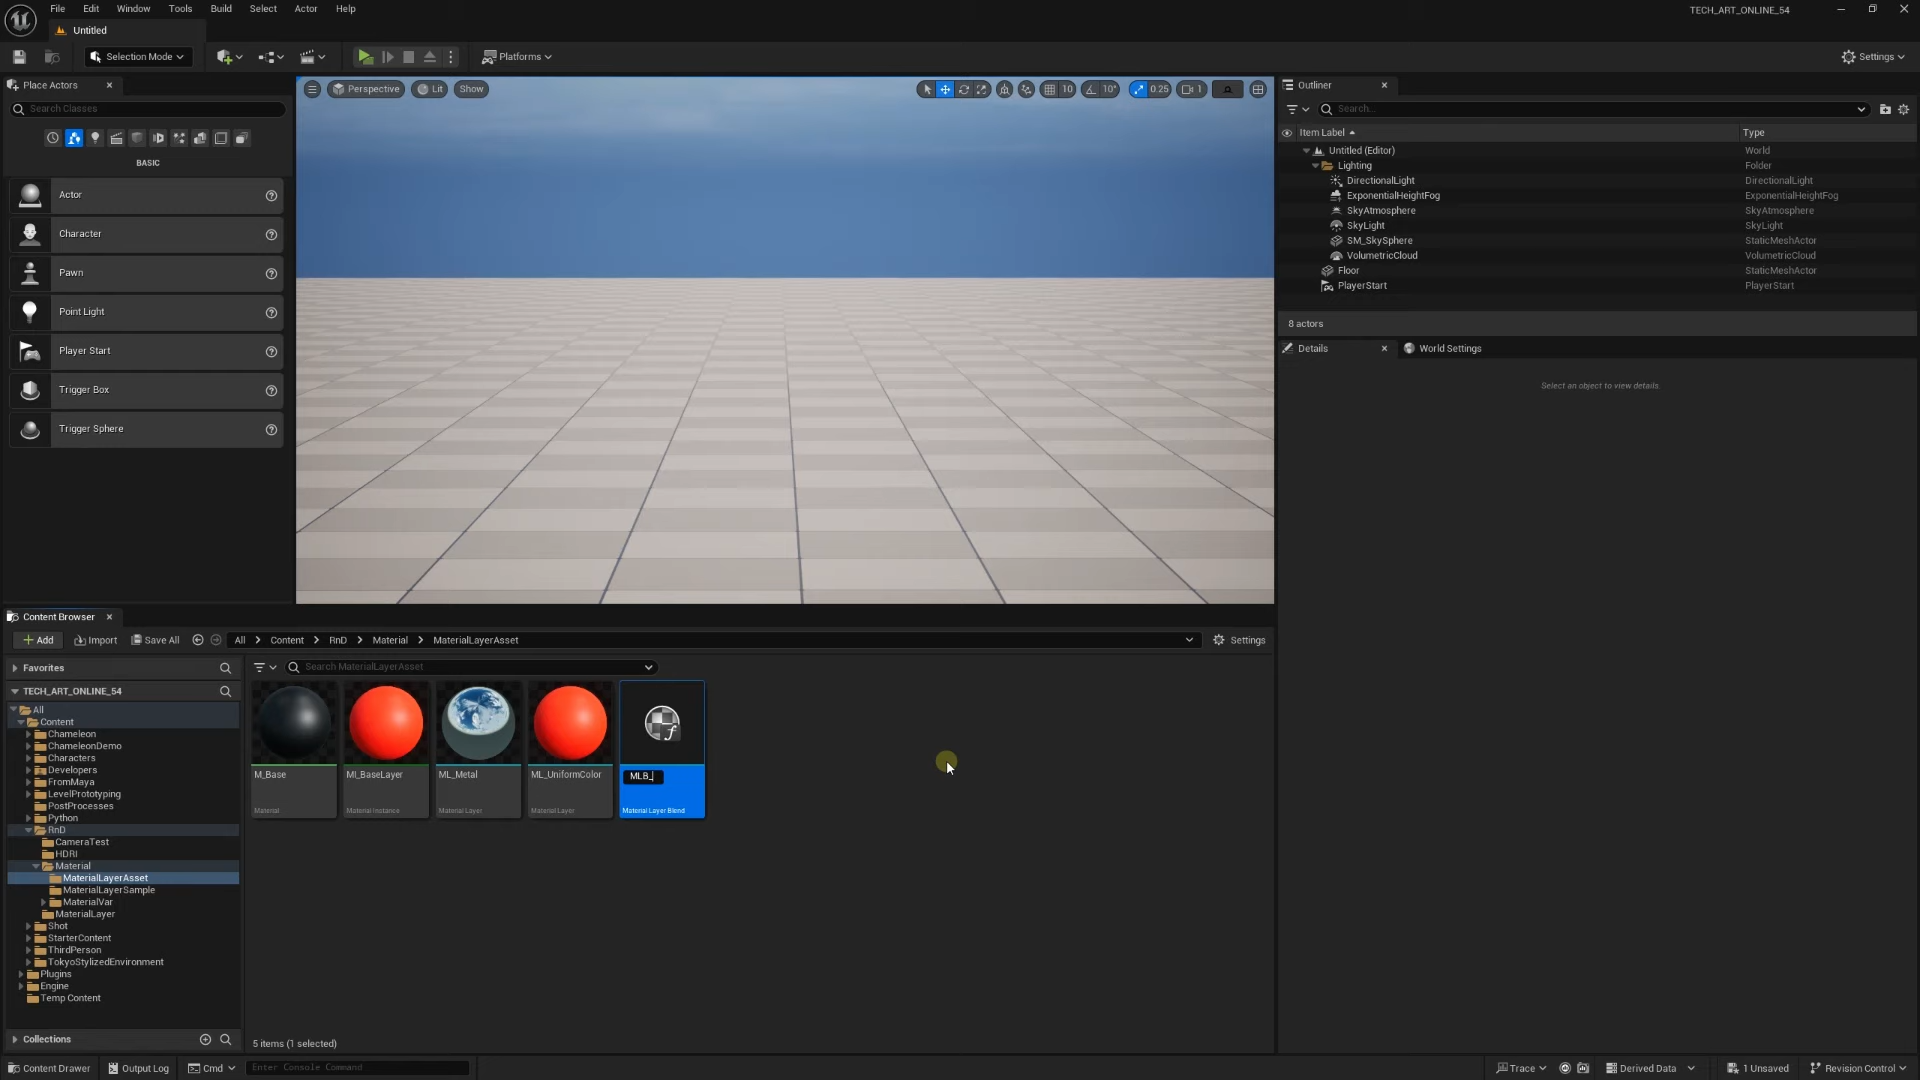 File Edit Window Tools Build Select Actor Help
TECH_ART_ONLINE_54
Untitled
Selection Mode
Platforms
Settings
Place Actors
Search Classes
BASIC
Actor
Character
Pawn
Point Light
Player Start
Trigger Box
Trigger Sphere
Perspective Lit Show
10 10° 0.25 1
Outliner
Search...
Item Label Type
Untitled (Editor) World
Lighting Folder
DirectionalLight DirectionalLight
ExponentialHeightFog ExponentialHeightFog
SkyAtmosphere SkyAtmosphere
SkyLight SkyLight
SM_SkySphere StaticMeshActor
VolumetricCloud VolumetricCloud
Floor StaticMeshActor
PlayerStart PlayerStart
8 actors
Details World Settings
Select an object to view details.
Content Browser
Add Import Save All All > Content > RnD > Material > MaterialLayerAsset Settings
Favorites
TECH_ART_ONLINE_54
All
Content
Chameleon
ChameleonDemo
Characters
Developers
FromMaya
LevelPrototyping
PostProcesses
Python
RnD
CameraTest
HDRI
Material
MaterialLayerAsset
MaterialLayerSample
MaterialVar
MaterialLayer
Shot
StarterContent
ThirdPerson
TokyoStylizedEnvironment
Plugins
Engine
Temp Content
Collections
Search MaterialLayerAsset
M_Base
Material
MI_BaseLayer
Material Instance
ML_Metal
Material Layer
ML_UniformColor
Material Layer
MLB_
Material Layer Blend
5 items (1 selected)
Content Drawer Output Log Cmd Enter Console Command
Trace Derived Data 1 Unsaved Revision Control